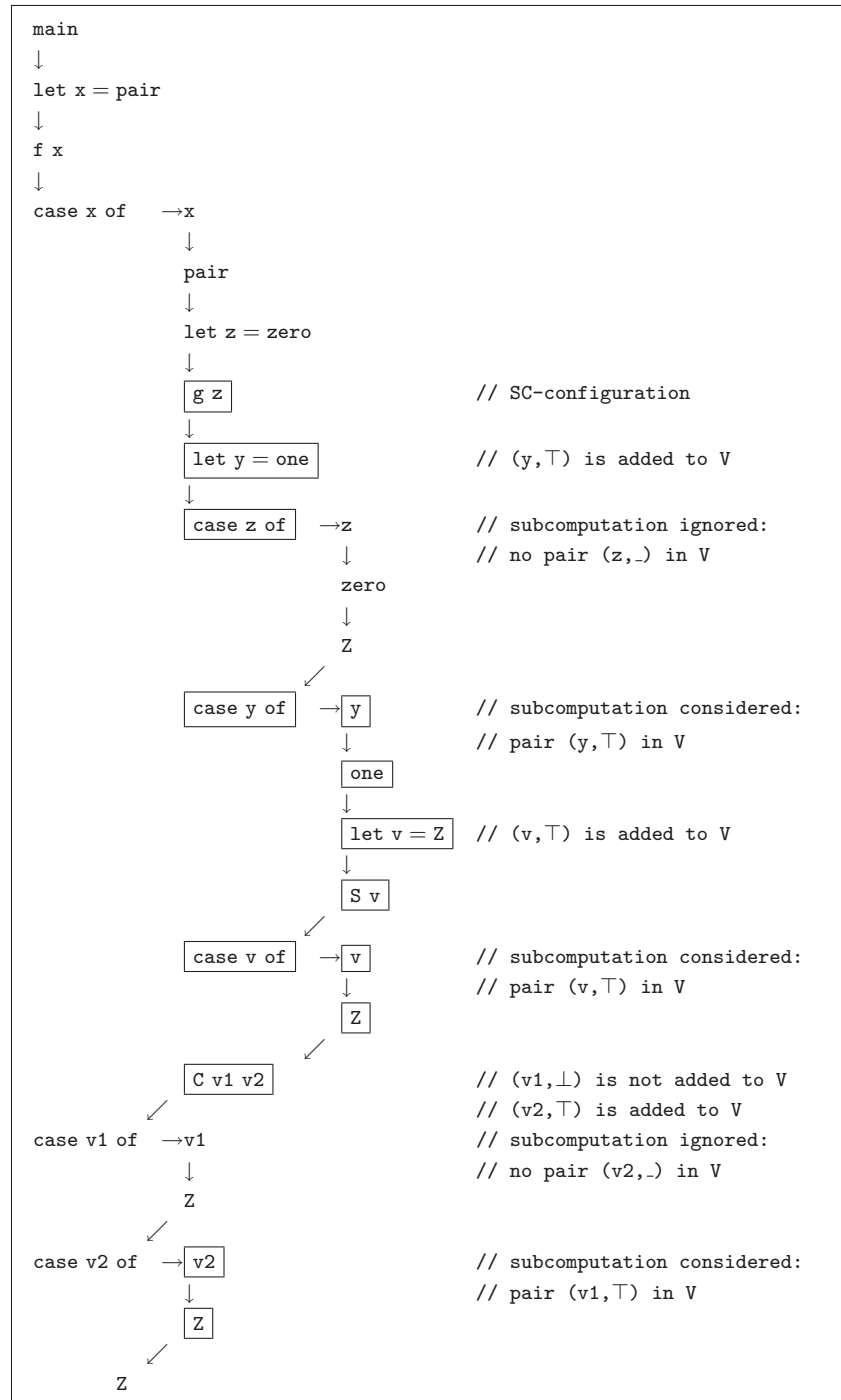 main
↓
let x = pair
↓
f x
↓
case x of →x
↓
pair
↓
let z = zero
↓
g z // SC-configuration
↓
let y = one // (y,⊤) is added to V
↓
case z of →z // subcomputation ignored:
↓ // no pair (z,_) in V
zero
↓
Z
↙
case y of →y // subcomputation considered:
↓ // pair (y,⊤) in V
one
↓
let v = Z // (v,⊤) is added to V
↓
S v
↙
case v of →v // subcomputation considered:
↓ // pair (v,⊤) in V
Z
↙
C v1 v2 // (v1,⊥) is not added to V
↙ // (v2,⊤) is added to V
case v1 of →v1 // subcomputation ignored:
↓ // no pair (v2,_) in V
Z
↙
case v2 of →v2 // subcomputation considered:
↓ // pair (v1,⊤) in V
Z
↙
Z